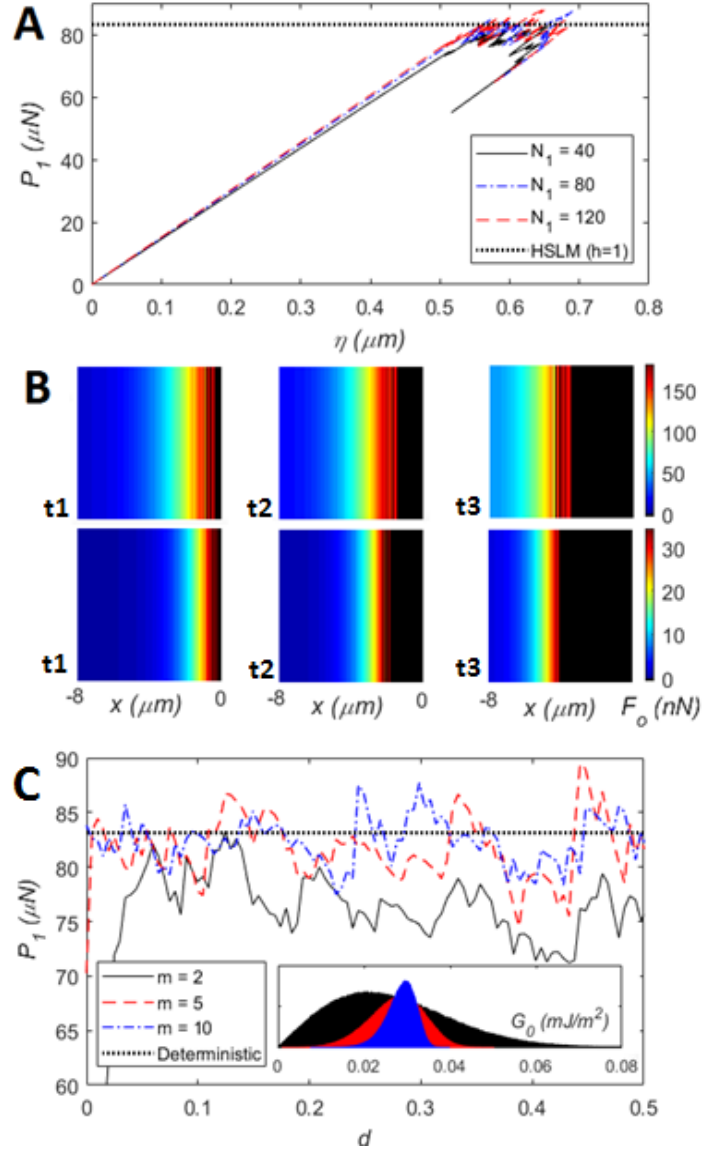 A
P1 (μN)
80
60
40
20
0
N1 = 40
N1 = 80
N1 = 120
HSLM (h=1)
0 0.1 0.2 0.3 0.4 0.5 0.6 0.7 0.8
η (μm)
B
t1 t2 t3
150
100
50
0
t1 t2 t3
30
20
10
0
-8 0 -8 0 -8
x (μm) x (μm) x (μm) Fo (nN)
C
P1 (μN)
90
85
80
75
70
65
60
m = 2
m = 5
m = 10
Deterministic
G0 (mJ/m²)
0 0.02 0.04 0.06 0.08
0 0.1 0.2 0.3 0.4 0.5
d